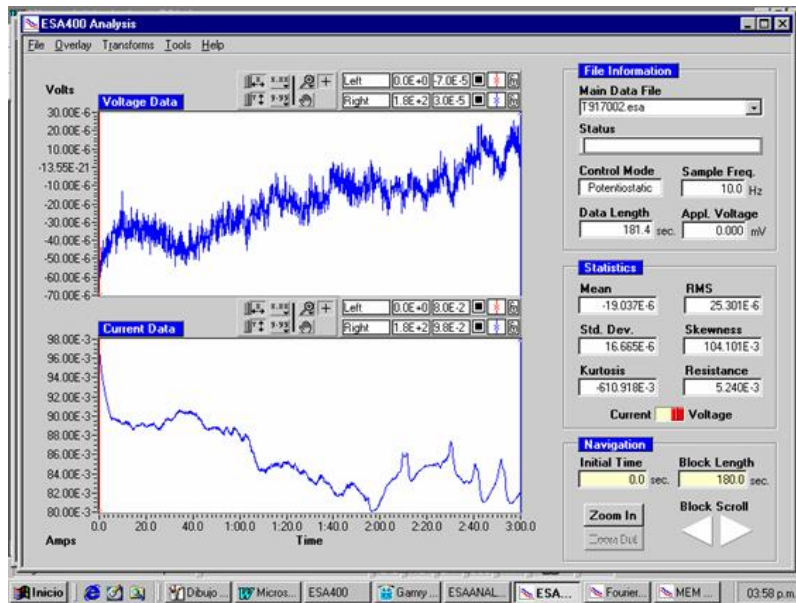 ESA400 Analysis
File Overlay Transforms Tools Help
Volts
Voltage Data
Left 0.0E+0 -7.0E-5
Right 1.8E+2 3.0E-5
30.00E-6
20.00E-6
10.00E-6
-13.55E-21
-10.00E-6
-20.00E-6
-30.00E-6
-40.00E-6
-50.00E-6
-60.00E-6
-70.00E-6
Current Data
Left 0.0E+0 8.0E-2
Right 1.8E+2 9.8E-2
98.00E-3
96.00E-3
94.00E-3
92.00E-3
90.00E-3
88.00E-3
86.00E-3
84.00E-3
82.00E-3
80.00E-3
0.0 20.0 40.0 1:00.0 1:20.0 1:40.0 2:00.0 2:20.0 2:40.0 3:00.0
Amps Time
File Information
Main Data File
T917002.esa
Status
Control Mode Sample Freq.
Potentiostatic 10.0 Hz
Data Length Appl. Voltage
181.4 sec. 0.000 mV
Statistics
Mean RMS
-19.037E-6 25.301E-6
Std. Dev. Skewness
16.665E-6 104.101E-3
Kurtosis Resistance
-610.918E-3 5.240E-3
Current Voltage
Navigation
Initial Time Block Length
0.0 sec. 180.0 sec.
Zoom In Block Scroll
Zoom Out
Inicio Dibujo ... Micros... ESA400 Gamry ... ESAANAL... ESA... Fourier... MEM ... 03:58 p.m.